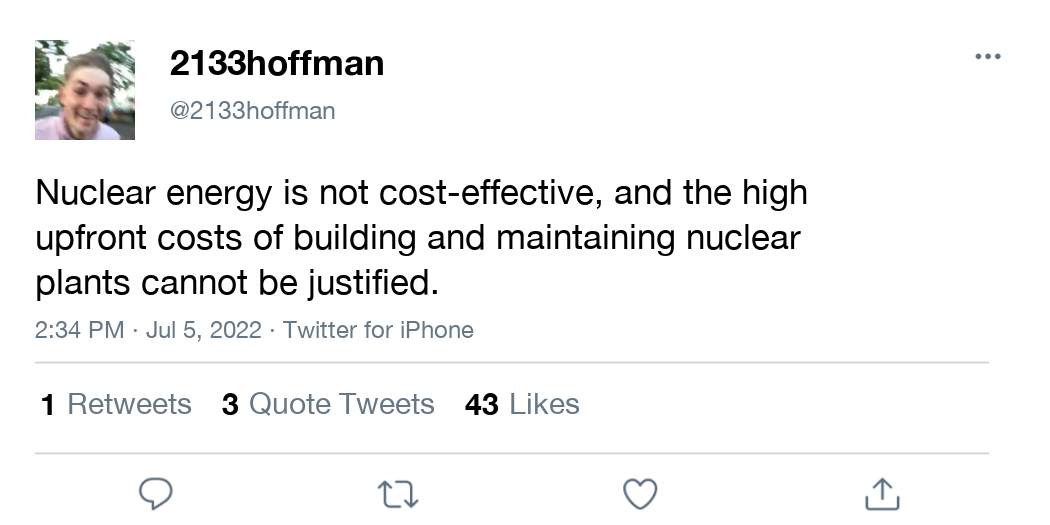 2133hoffman
@2133hoffman
Nuclear energy is not cost-effective, and the high
upfront costs of building and maintaining nuclear
plants cannot be justified.
2:34 PM · Jul 5, 2022 · Twitter for iPhone
1 Retweets 3 Quote Tweets 43 Likes